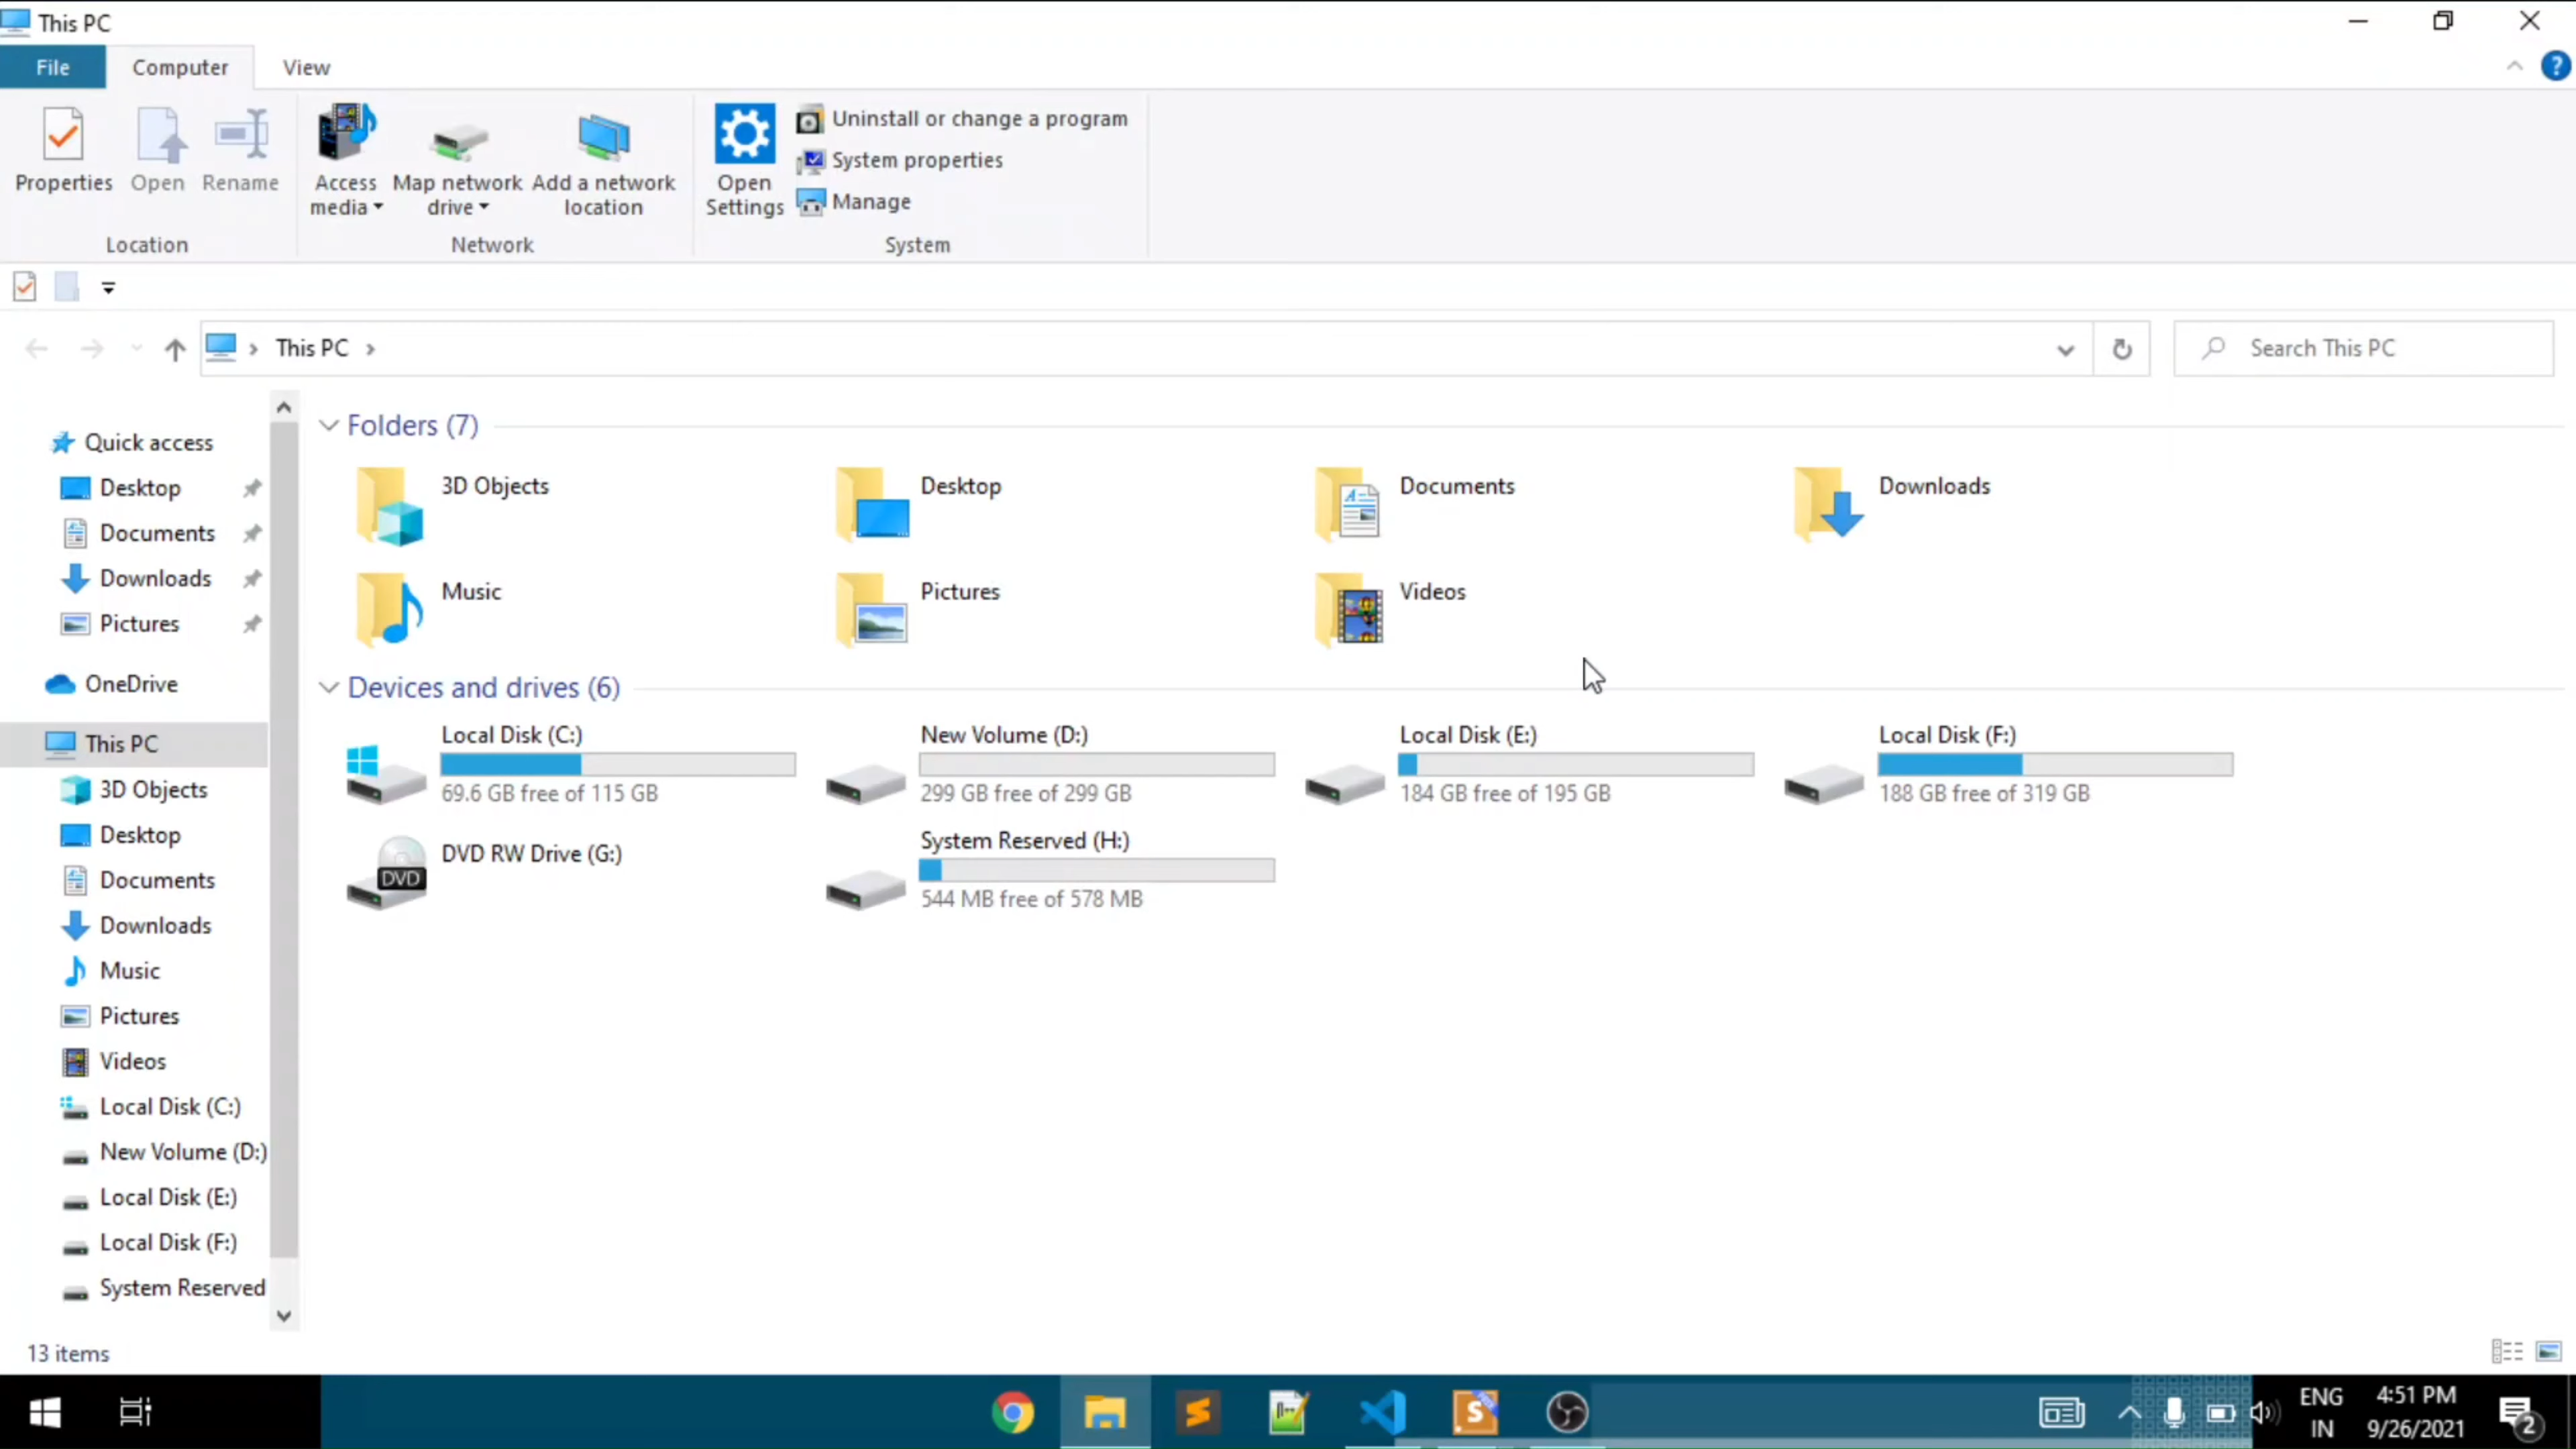 This PC
File
Computer
View
?
Properties
Open
Rename
Access media
Map network drive
Add a network location
Open Settings
Uninstall or change a program
System properties
Manage
Location
Network
System
This PC
Search This PC
Quick access
Desktop
Documents
Downloads
Pictures
OneDrive
This PC
3D Objects
Desktop
Documents
Downloads
Music
Pictures
Videos
Local Disk (C:)
New Volume (D:)
Local Disk (E:)
Local Disk (F:)
System Reserved
Folders (7)
3D Objects
Desktop
Documents
Downloads
Music
Pictures
Videos
Devices and drives (6)
Local Disk (C:)
69.6 GB free of 115 GB
New Volume (D:)
299 GB free of 299 GB
Local Disk (E:)
184 GB free of 195 GB
Local Disk (F:)
188 GB free of 319 GB
DVD
DVD RW Drive (G:)
System Reserved (H:)
544 MB free of 578 MB
13 items
ENG
IN
4:51 PM
9/26/2021
2